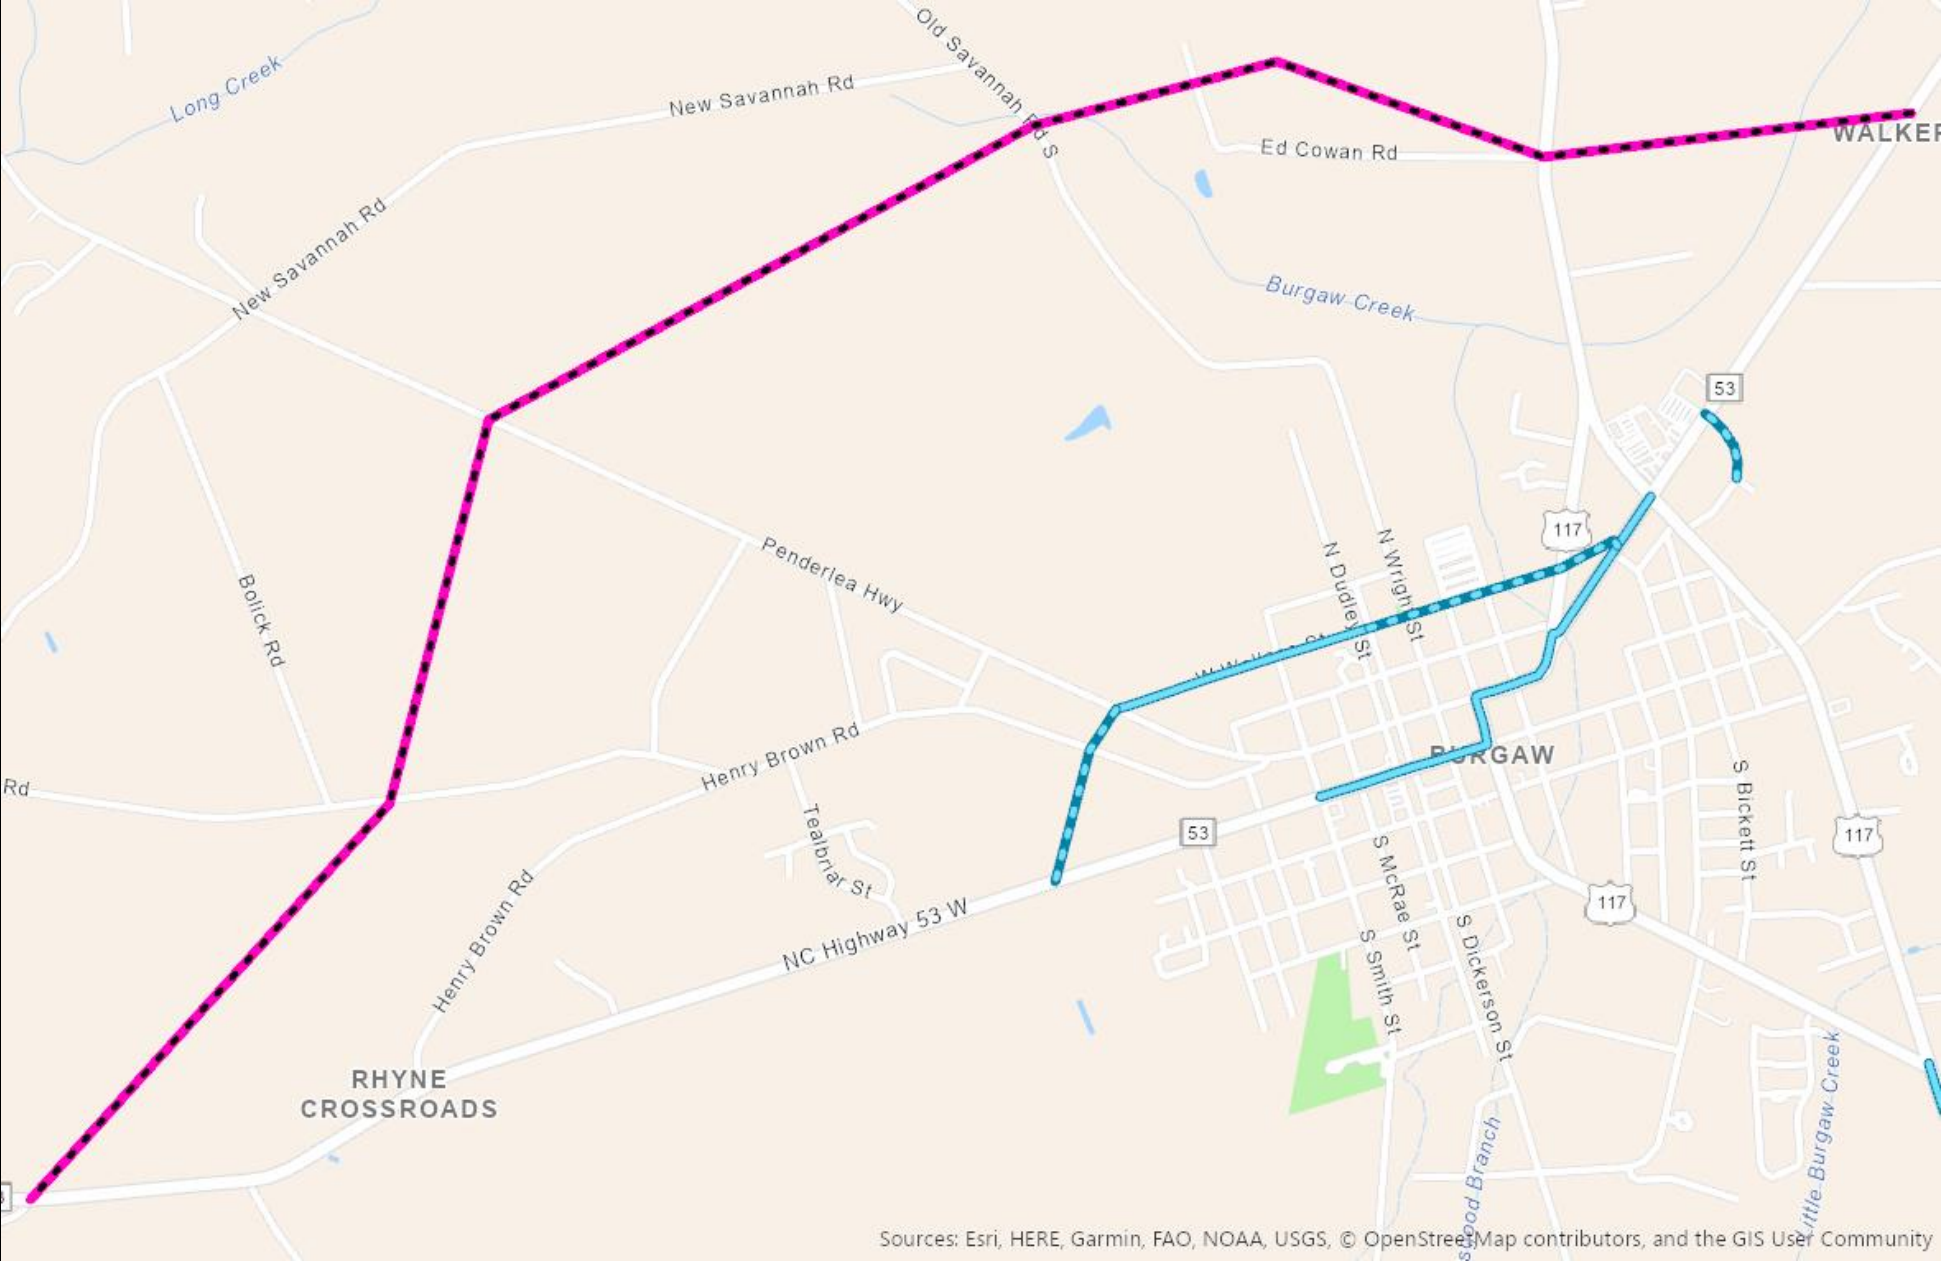 Old Savannah Rd S
Long Creek
New Savannah Rd
Ed Cowan Rd
WALKER
New Savannah Rd
Burgaw Creek
53
117
Penderlea Hwy
N Dudley St
N Wright St
Bolick Rd
BURGAW
Henry Brown Rd
Rd
53
Tealbriar St
S Bickett St
117
S McRae St
117
NC Highway 53 W
Henry Brown Rd
S Smith St
S Dickerson St
RHYNE
CROSSROADS
Little Burgaw Creek
Branch
Sources: Esri, HERE, Garmin, FAO, NOAA, USGS, © OpenStreetMap contributors, and the GIS User Community